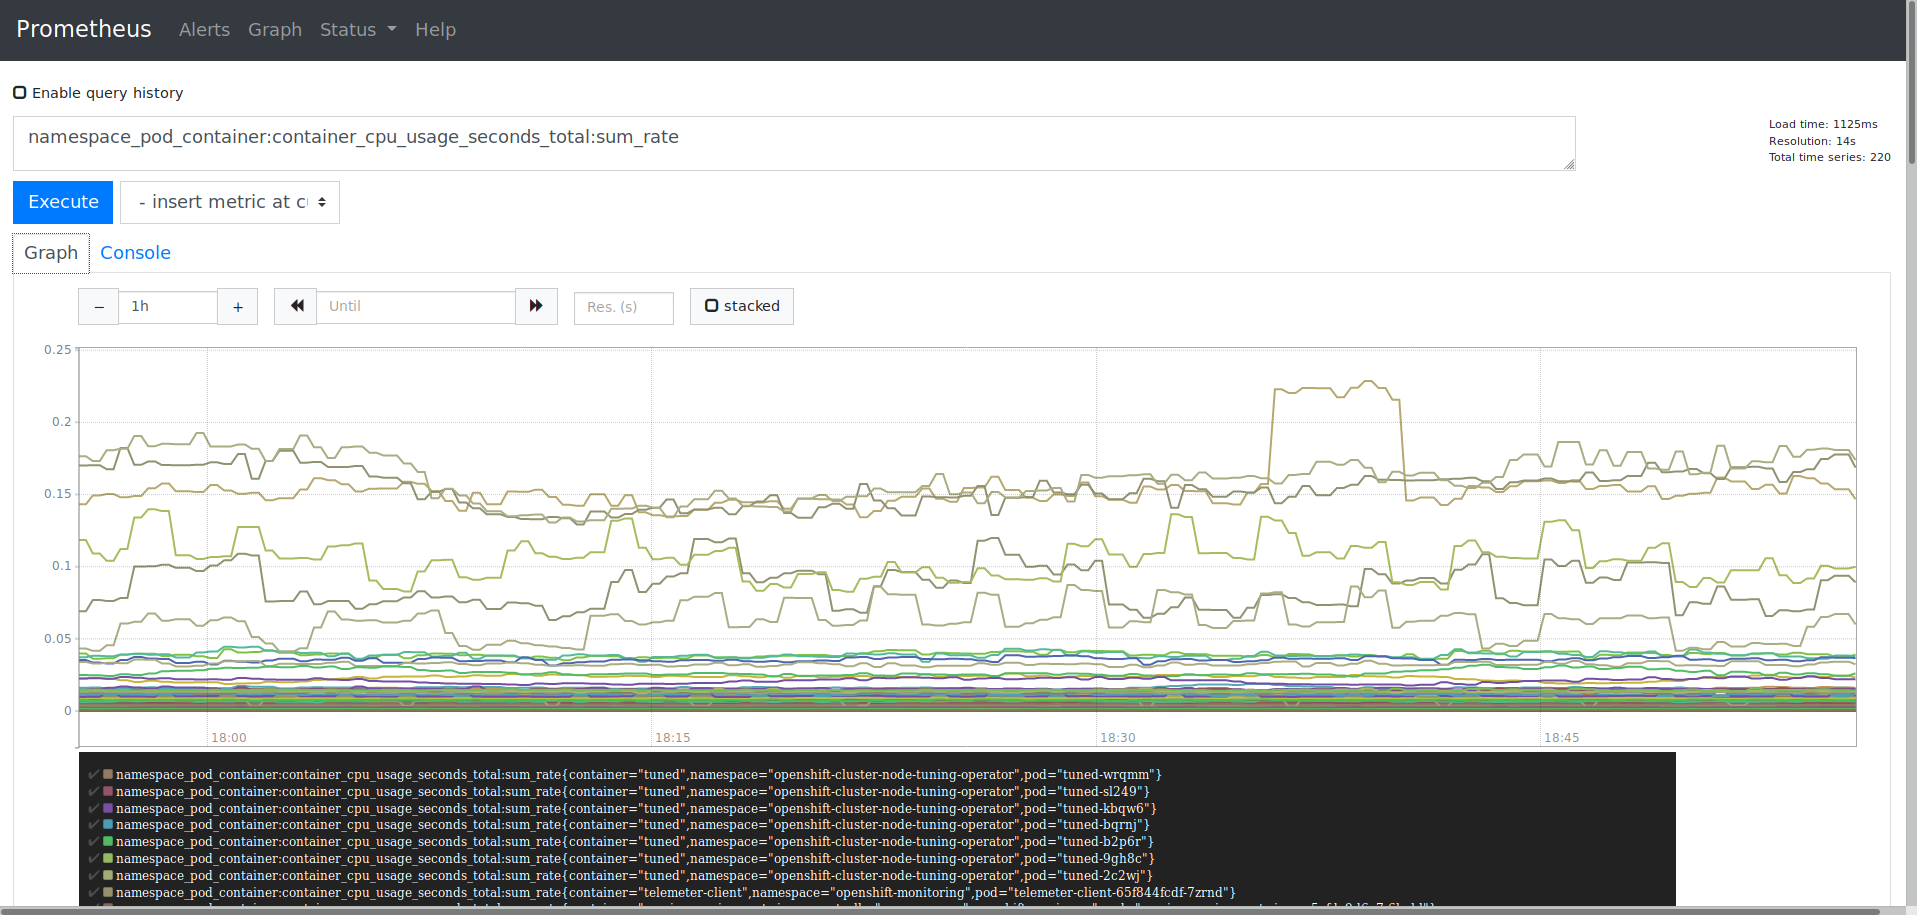 Prometheus Alerts Graph Status Help
Enable query history
namespace_pod_container:container_cpu_usage_seconds_total:sum_rate
Load time: 1125ms
Resolution: 14s
Total time series: 220
Execute - insert metric at cu
Graph Console
− 1h + Until Res. (s) stacked
0.25
0.2
0.15
0.1
0.05
0
18:00 18:15 18:30 18:45
namespace_pod_container:container_cpu_usage_seconds_total:sum_rate{container="tuned",namespace="openshift-cluster-node-tuning-operator",pod="tuned-wrqmm"}
namespace_pod_container:container_cpu_usage_seconds_total:sum_rate{container="tuned",namespace="openshift-cluster-node-tuning-operator",pod="tuned-sl249"}
namespace_pod_container:container_cpu_usage_seconds_total:sum_rate{container="tuned",namespace="openshift-cluster-node-tuning-operator",pod="tuned-kbqw6"}
namespace_pod_container:container_cpu_usage_seconds_total:sum_rate{container="tuned",namespace="openshift-cluster-node-tuning-operator",pod="tuned-bqrnj"}
namespace_pod_container:container_cpu_usage_seconds_total:sum_rate{container="tuned",namespace="openshift-cluster-node-tuning-operator",pod="tuned-b2p6r"}
namespace_pod_container:container_cpu_usage_seconds_total:sum_rate{container="tuned",namespace="openshift-cluster-node-tuning-operator",pod="tuned-9gh8c"}
namespace_pod_container:container_cpu_usage_seconds_total:sum_rate{container="tuned",namespace="openshift-cluster-node-tuning-operator",pod="tuned-2c2wj"}
namespace_pod_container:container_cpu_usage_seconds_total:sum_rate{container="telemeter-client",namespace="openshift-monitoring",pod="telemeter-client-65f844fcdf-7zrnd"}